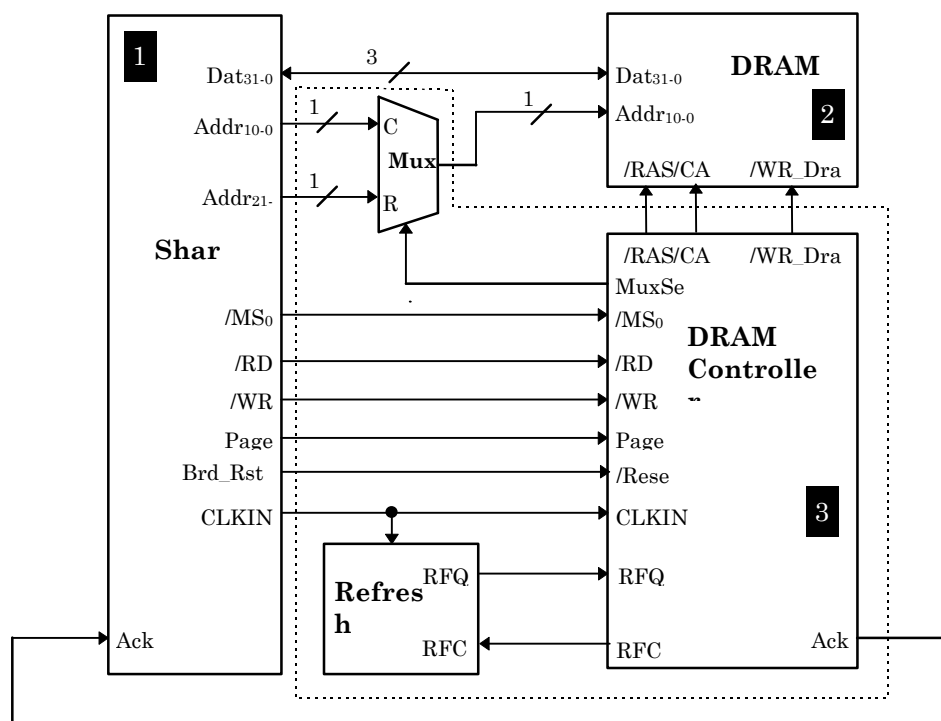 1
Shar
Dat31-0
Addr10-0
Addr21-
/MS0
/RD
/WR
Page
Brd_Rst
CLKIN
Ack
3
1
1
1
C
Mux
R
DRAM
2
Dat31-0
Addr10-0
/RAS/CA /WR_Dra
/RAS/CA /WR_Dra
MuxSe
/MS0
DRAM
Controlle
/RD
/WR
Page
/Rese
CLKIN
3
RFQ
RFC
Ack
Refres
h
RFQ
RFC